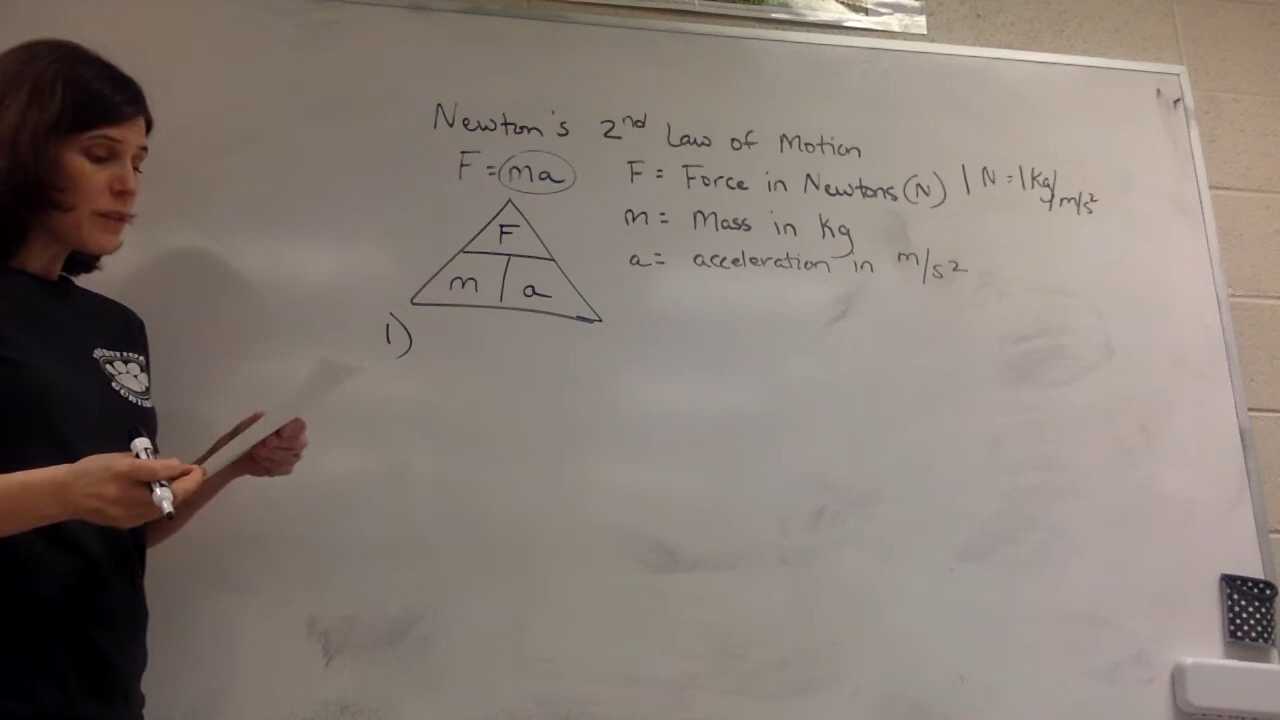 Newton's 2nd Law of Motion
F = ma
F = Force in Newtons (N) 1 N = 1 Kg/m/s²
m = Mass in Kg
a = acceleration in m/s²
F
m a
1)